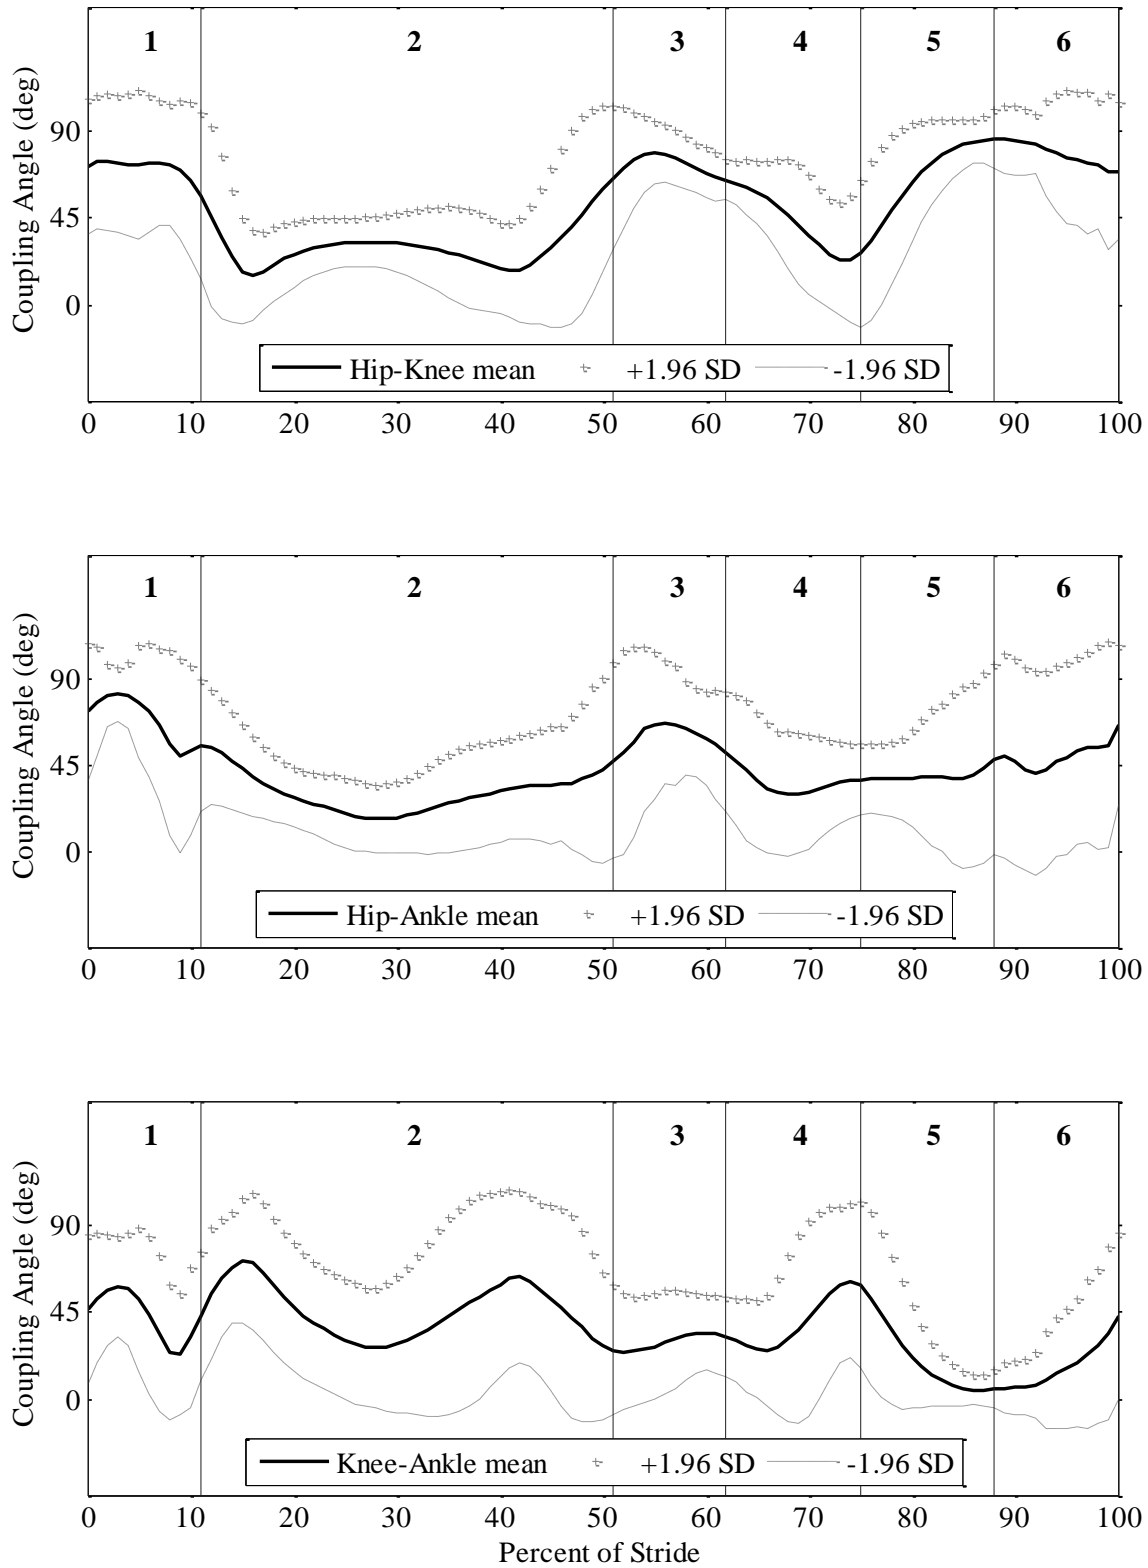 1 2 3 4 5 6
Coupling Angle (deg)
90
45
0
Hip-Knee mean +1.96 SD -1.96 SD
0 10 20 30 40 50 60 70 80 90 100
1 2 3 4 5 6
Coupling Angle (deg)
90
45
0
Hip-Ankle mean +1.96 SD -1.96 SD
0 10 20 30 40 50 60 70 80 90 100
1 2 3 4 5 6
Coupling Angle (deg)
90
45
0
Knee-Ankle mean +1.96 SD -1.96 SD
0 10 20 30 40 50 60 70 80 90 100
Percent of Stride